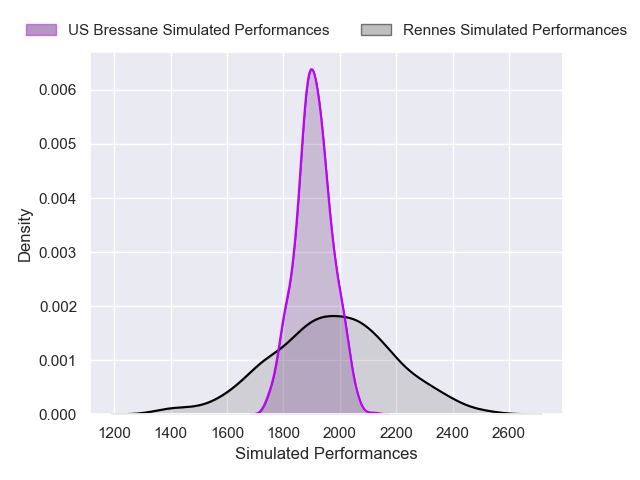 US Bressane Simulated Performances
Rennes Simulated Performances
0.006
0.005
0.004
0.003
0.002
0.001
0.000
Density
1200 1400 1600 1800 2000 2200 2400 2600
Simulated Performances